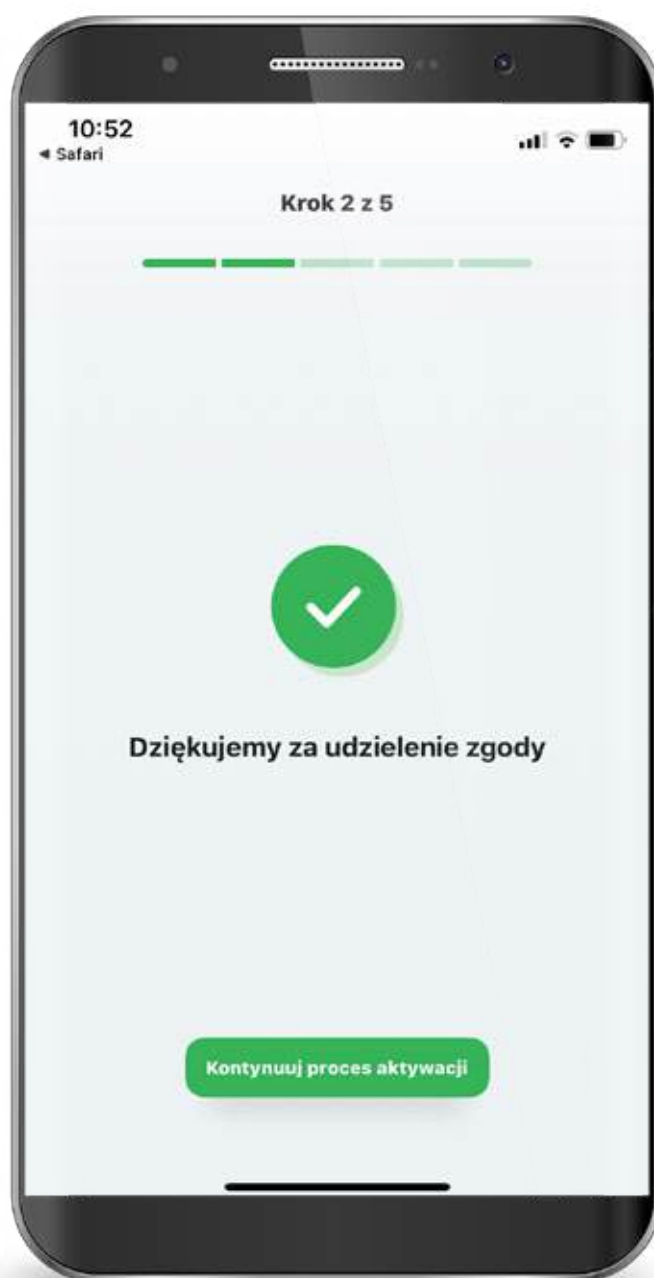 10:52
◀ Safari
Krok 2 z 5
Dziękujemy za udzielenie zgody
Kontynuuj proces aktywacji